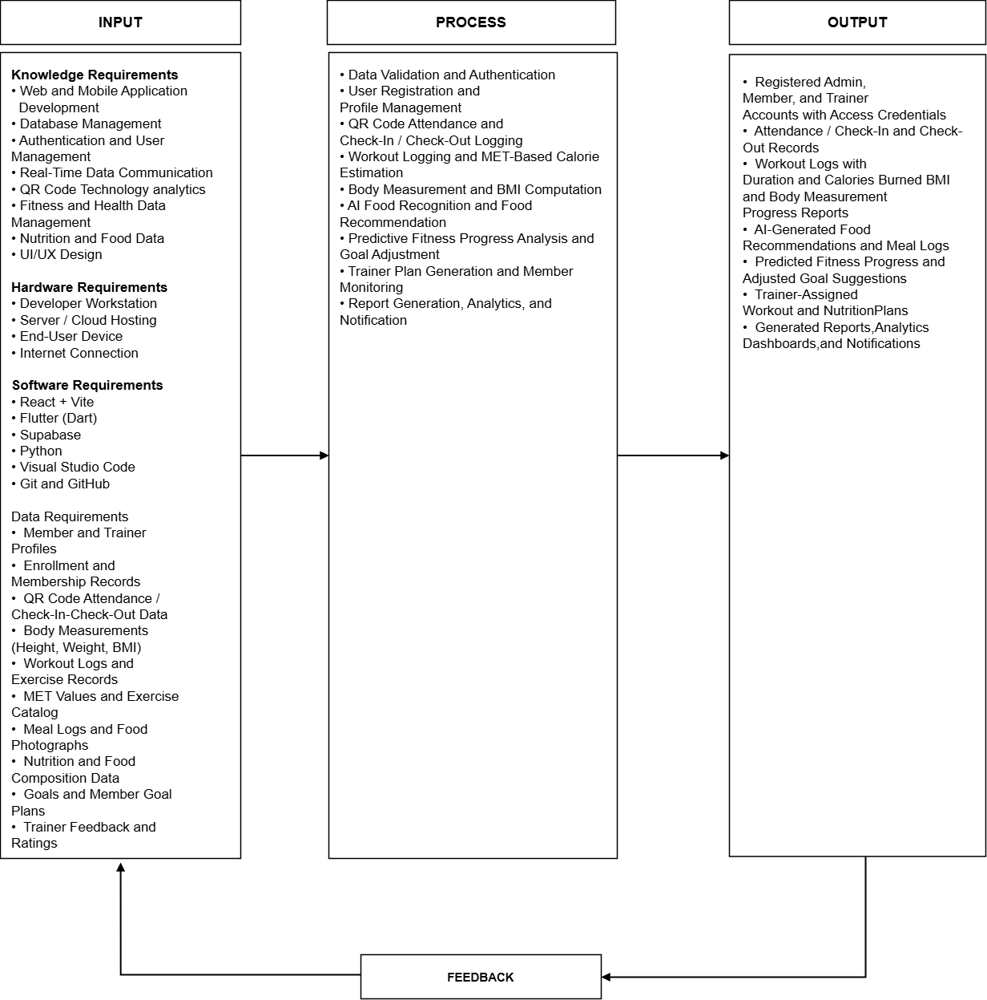 INPUT
PROCESS
OUTPUT
Knowledge Requirements
• Web and Mobile Application
Development
• Database Management
• Authentication and User
Management
• Real-Time Data Communication
• QR Code Technology analytics
• Fitness and Health Data
Management
• Nutrition and Food Data
• UI/UX Design
Hardware Requirements
• Developer Workstation
• Server / Cloud Hosting
• End-User Device
• Internet Connection
Software Requirements
• React + Vite
• Flutter (Dart)
• Supabase
• Python
• Visual Studio Code
• Git and GitHub
Data Requirements
• Member and Trainer
Profiles
• Enrollment and
Membership Records
• QR Code Attendance /
Check-In-Check-Out Data
• Body Measurements
(Height, Weight, BMI)
• Workout Logs and
Exercise Records
• MET Values and Exercise
Catalog
• Meal Logs and Food
Photographs
• Nutrition and Food
Composition Data
• Goals and Member Goal
Plans
• Trainer Feedback and
Ratings
• Data Validation and Authentication
• User Registration and
Profile Management
• QR Code Attendance and
Check-In / Check-Out Logging
• Workout Logging and MET-Based Calorie
Estimation
• Body Measurement and BMI Computation
• AI Food Recognition and Food
Recommendation
• Predictive Fitness Progress Analysis and
Goal Adjustment
• Trainer Plan Generation and Member
Monitoring
• Report Generation, Analytics, and
Notification
• Registered Admin,
Member, and Trainer
Accounts with Access Credentials
• Attendance / Check-In and Check-
Out Records
• Workout Logs with
Duration and Calories Burned BMI
and Body Measurement
Progress Reports
• AI-Generated Food
Recommendations and Meal Logs
• Predicted Fitness Progress and
Adjusted Goal Suggestions
• Trainer-Assigned
Workout and NutritionPlans
• Generated Reports,Analytics
Dashboards,and Notifications
FEEDBACK